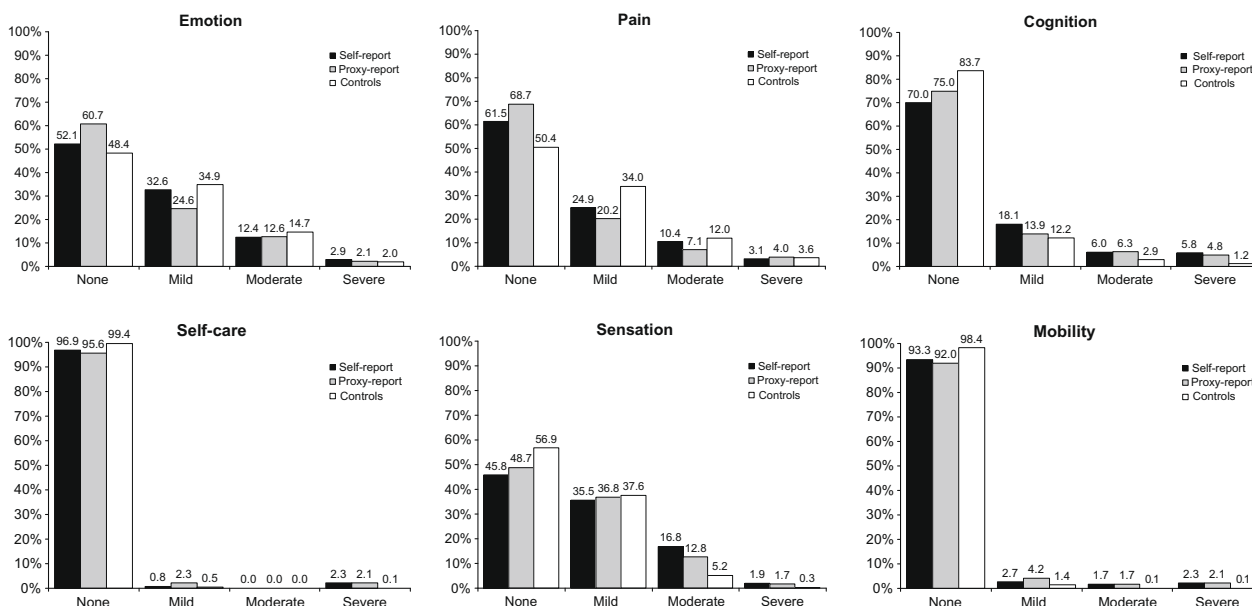 Emotion
100%
90%
80%
70%
60%
50%
40%
30%
20%
10%
0%
Self-report
Proxy-report
Controls
52.1 60.7 48.4
32.6 24.6 34.9
12.4 12.6 14.7
2.9 2.1 2.0
None Mild Moderate Severe
Pain
100%
90%
80%
70%
60%
50%
40%
30%
20%
10%
0%
Self-report
Proxy-report
Controls
61.5 68.7 50.4
24.9 20.2 34.0
10.4 7.1 12.0
3.1 4.0 3.6
None Mild Moderate Severe
Cognition
100%
90%
80%
70%
60%
50%
40%
30%
20%
10%
0%
Self-report
Proxy-report
Controls
70.0 75.0 83.7
18.1 13.9 12.2
6.0 6.3 2.9
5.8 4.8 1.2
None Mild Moderate Severe
Self-care
100%
90%
80%
70%
60%
50%
40%
30%
20%
10%
0%
Self-report
Proxy-report
Controls
96.9 95.6 99.4
0.8 2.3 0.5
0.0 0.0 0.0
2.3 2.1 0.1
None Mild Moderate Severe
Sensation
100%
90%
80%
70%
60%
50%
40%
30%
20%
10%
0%
Self-report
Proxy-report
Controls
45.8 48.7 56.9
35.5 36.8 37.6
16.8 12.8 5.2
1.9 1.7 0.3
None Mild Moderate Severe
Mobility
100%
90%
80%
70%
60%
50%
40%
30%
20%
10%
0%
Self-report
Proxy-report
Controls
93.3 92.0 98.4
2.7 4.2 1.4
1.7 1.7 0.1
2.3 2.1 0.1
None Mild Moderate Severe